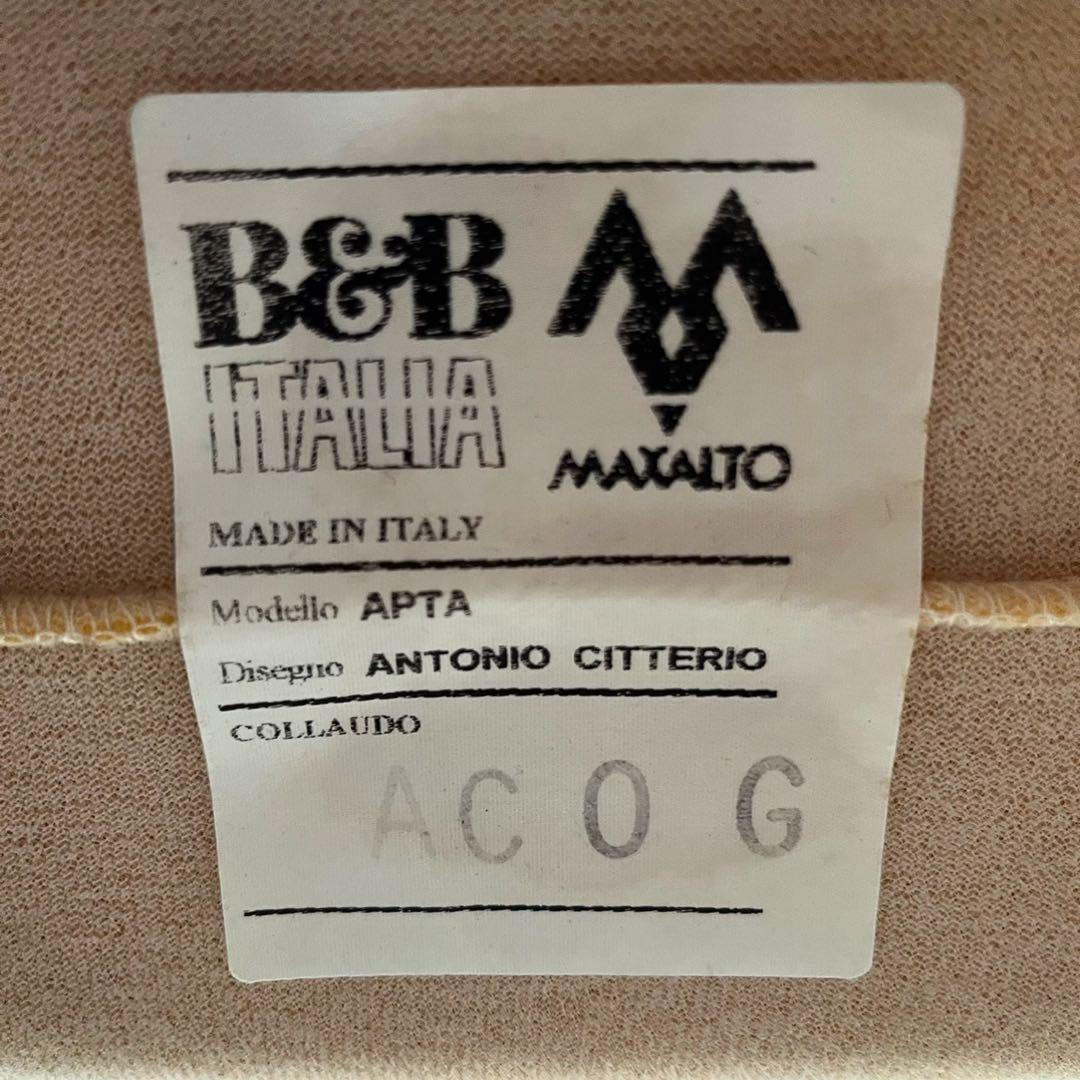 B&B
ITALIA
MAXALTO
MADE IN ITALY
Modello APTA
Disegno ANTONIO CITTERIO
COLLAUDO
AC O G